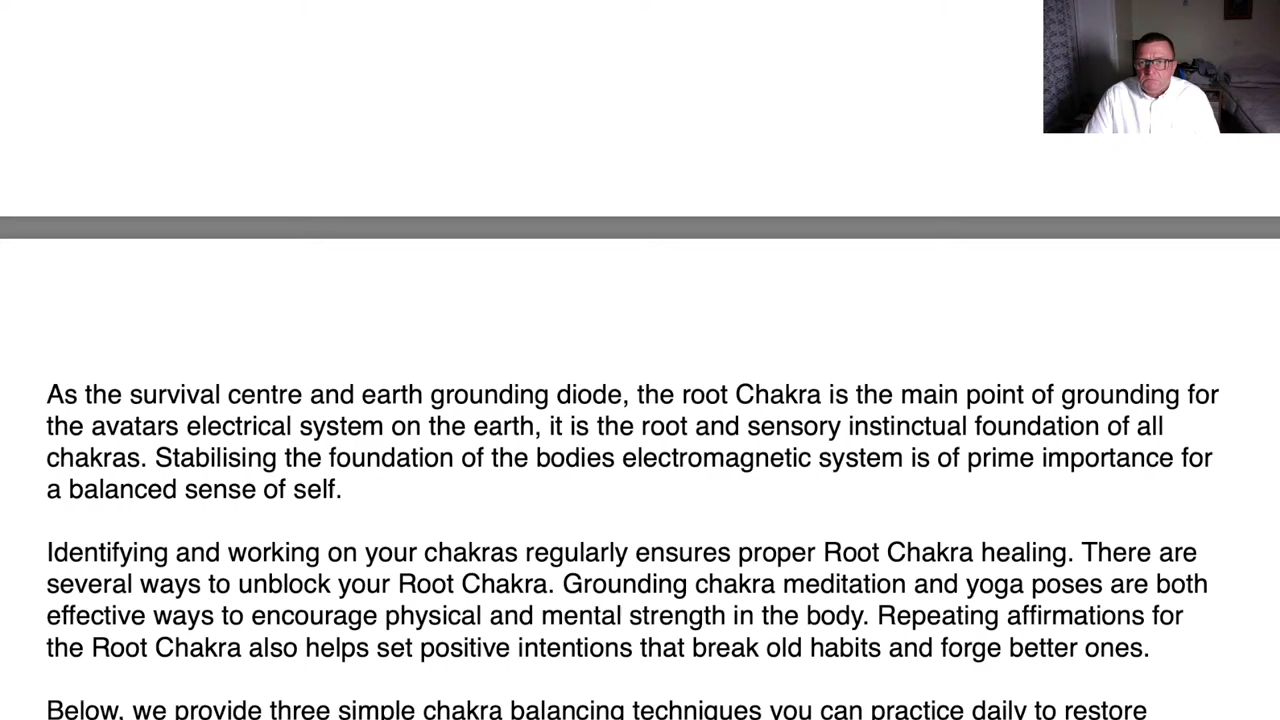 As the survival centre and earth grounding diode, the root Chakra is the main point of grounding for
the avatars electrical system on the earth, it is the root and sensory instinctual foundation of all
chakras. Stabilising the foundation of the bodies electromagnetic system is of prime importance for
a balanced sense of self.
Identifying and working on your chakras regularly ensures proper Root Chakra healing. There are
several ways to unblock your Root Chakra. Grounding chakra meditation and yoga poses are both
effective ways to encourage physical and mental strength in the body. Repeating affirmations for
the Root Chakra also helps set positive intentions that break old habits and forge better ones.
Below, we provide three simple chakra balancing techniques you can practice daily to restore